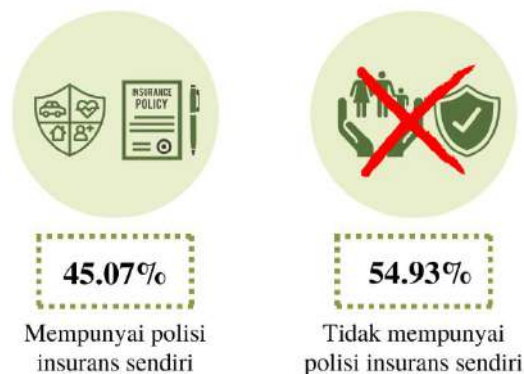 INSURANCE
POLICY
45.07%
54.93%
Mempunyai polisi
insurans sendiri
Tidak mempunyai
polisi insurans sendiri